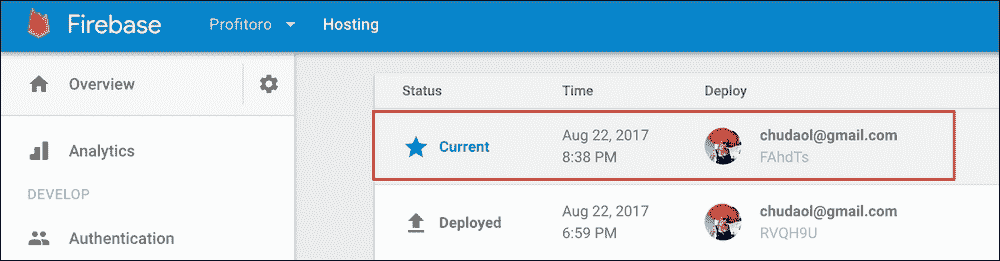 Firebase Profitoro Hosting
Overview
Analytics
DEVELOP
Authentication
Status Time Deploy
Current Aug 22, 2017 chudaol@gmail.com
8:38 PM FAhdTs
Deployed Aug 22, 2017 chudaol@gmail.com
6:59 PM RVQH9U